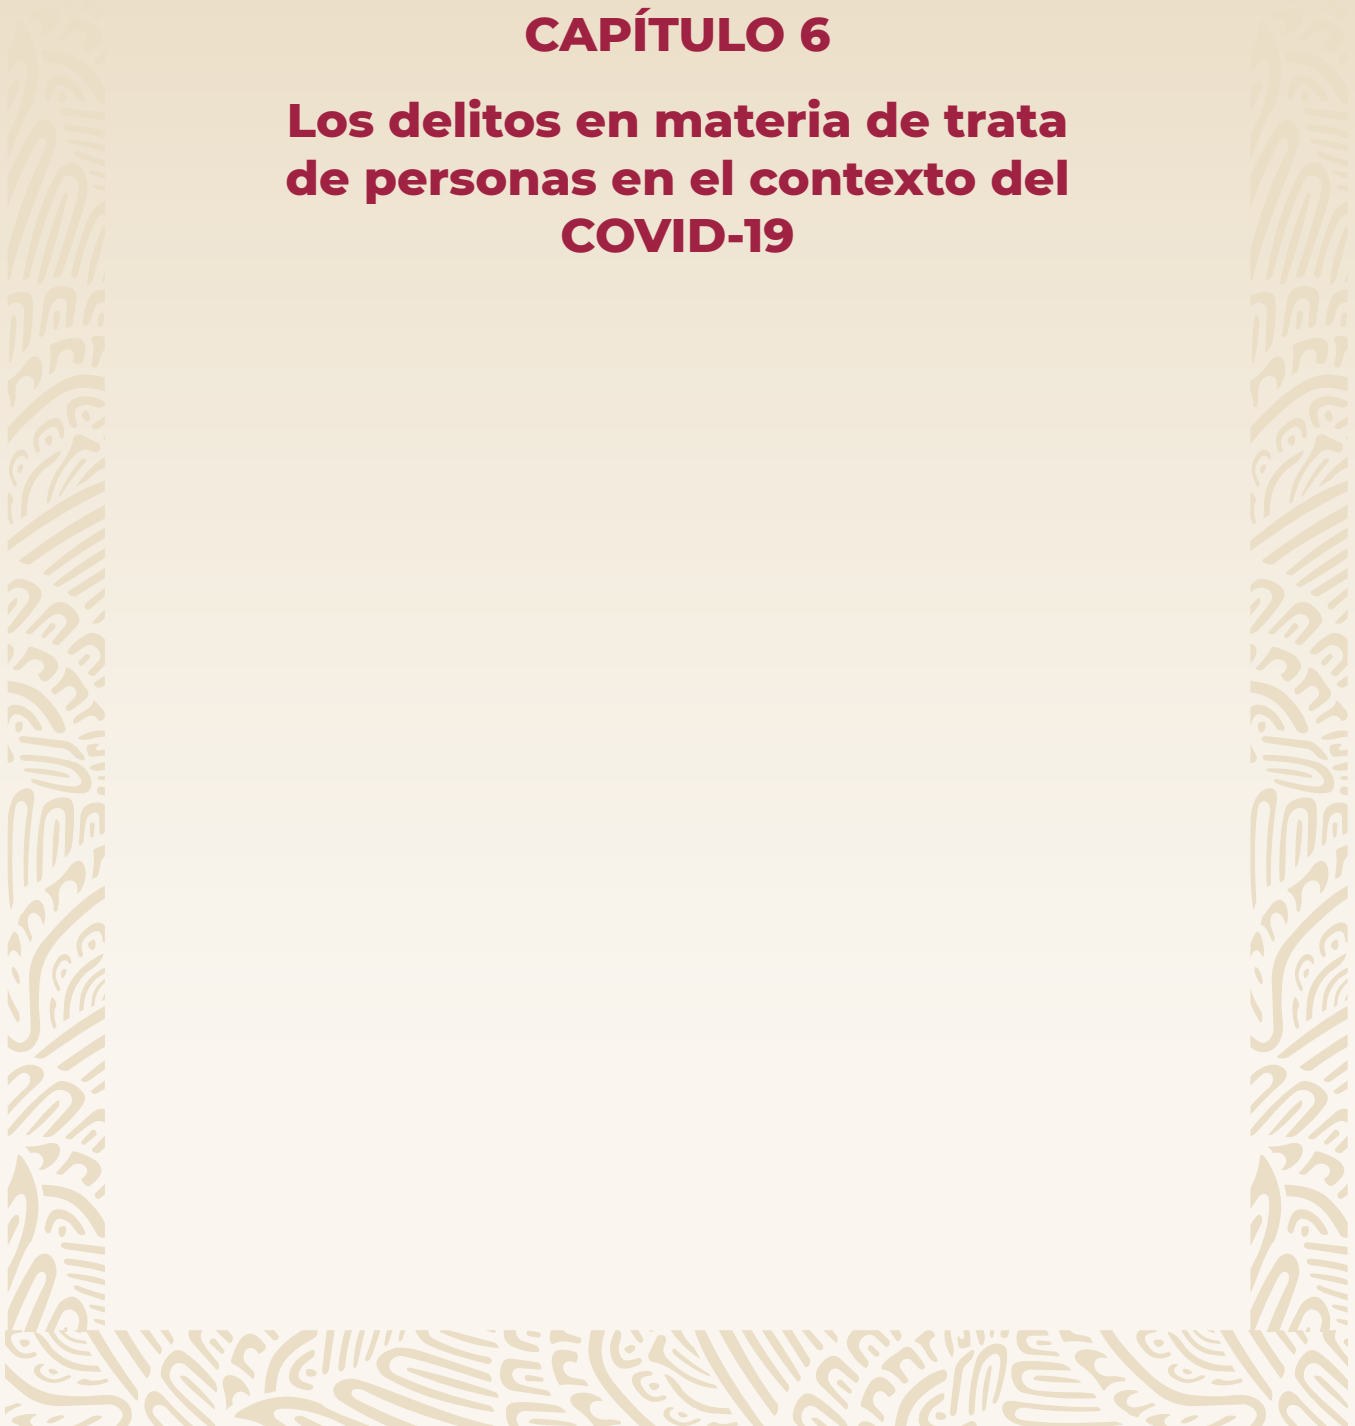 CAPÍTULO 6
Los delitos en materia de trata
de personas en el contexto del
COVID-19